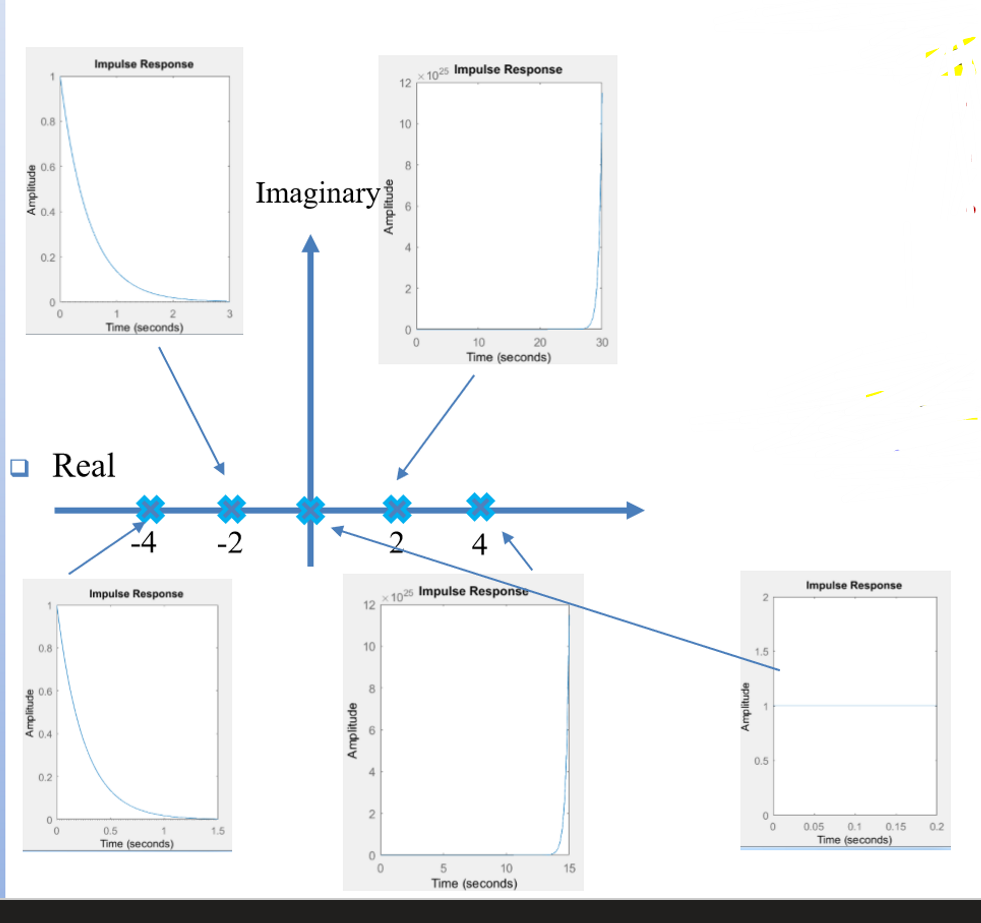 Impulse Response
1
0.8
0.6
0.4
0.2
0
Amplitude
0 1 2 3
Time (seconds)
×10²⁵ Impulse Response
12
10
8
6
4
2
0
Amplitude
0 10 20 30
Time (seconds)
Imaginary
Real
-4 -2 2 4
Impulse Response
1
0.8
0.6
0.4
0.2
0
Amplitude
0 0.5 1 1.5
Time (seconds)
×10²⁵ Impulse Response
12
10
8
6
4
2
0
Amplitude
0 5 10 15
Time (seconds)
Impulse Response
2
1.5
1
0.5
0
Amplitude
0 0.05 0.1 0.15 0.2
Time (seconds)